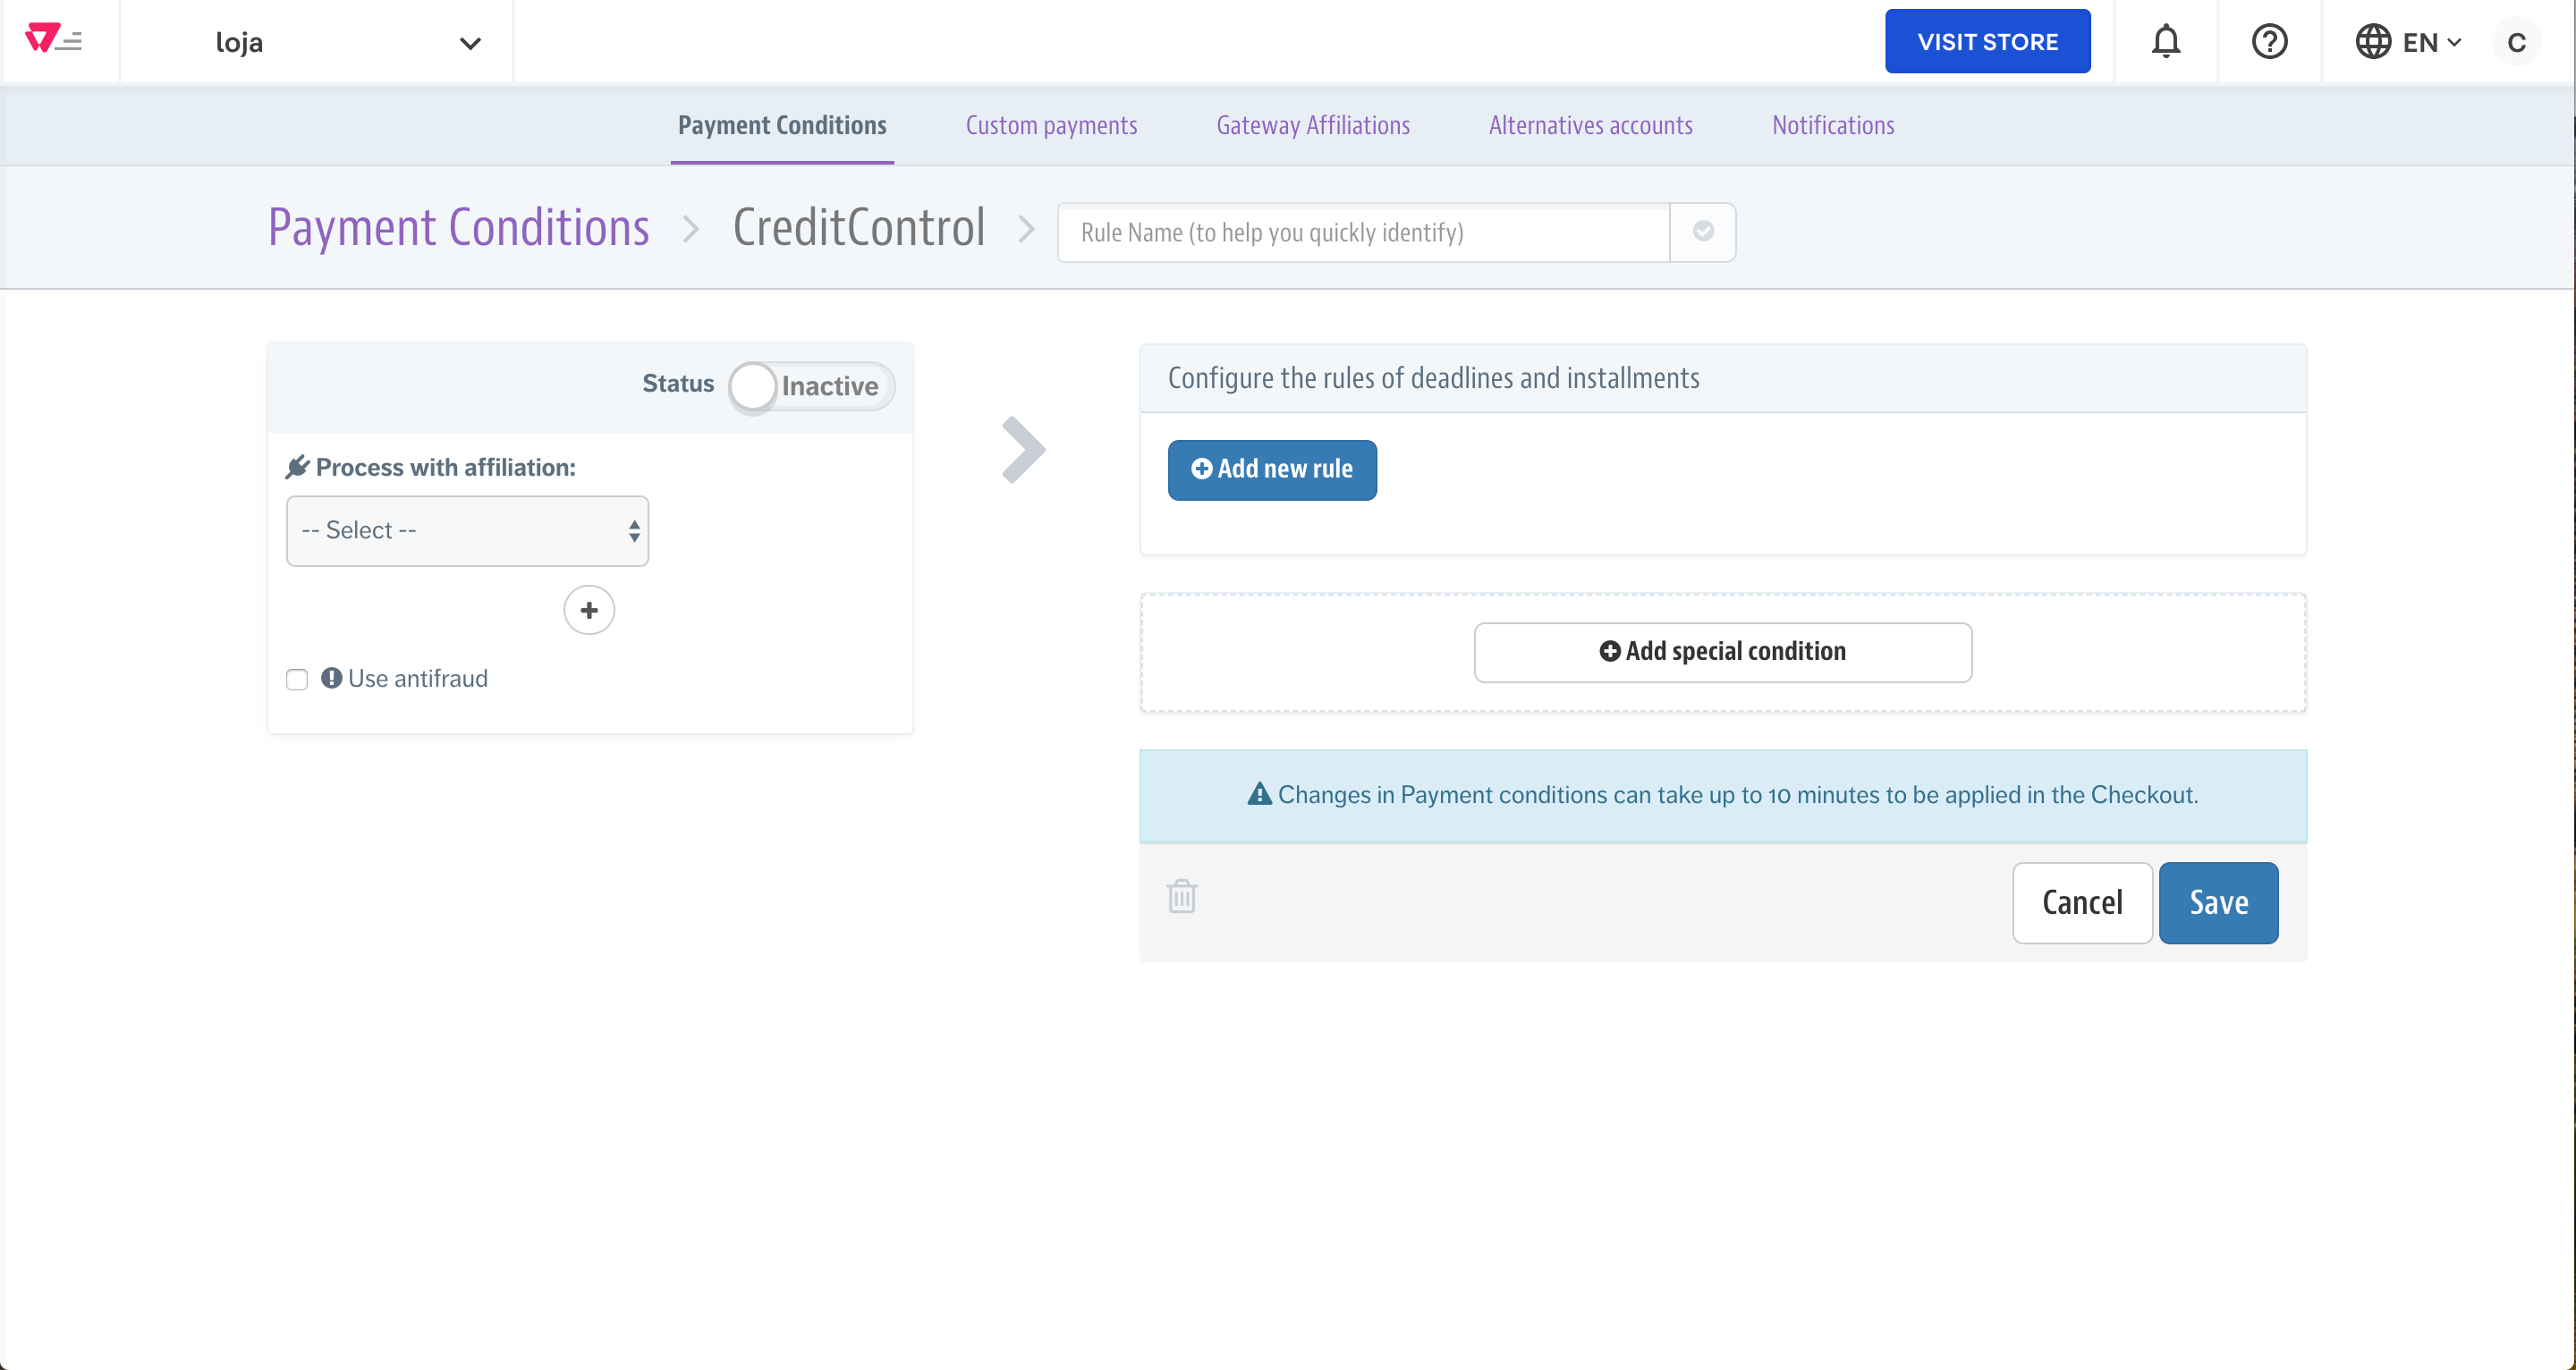 loja
VISIT STORE
EN
C
Payment Conditions
Custom payments
Gateway Affiliations
Alternatives accounts
Notifications
Payment Conditions
CreditControl
Rule Name (to help you quickly identify)
Status
Inactive
Process with affiliation:
-- Select --
Use antifraud
Configure the rules of deadlines and installments
Add new rule
Add special condition
Changes in Payment conditions can take up to 10 minutes to be applied in the Checkout.
Cancel
Save